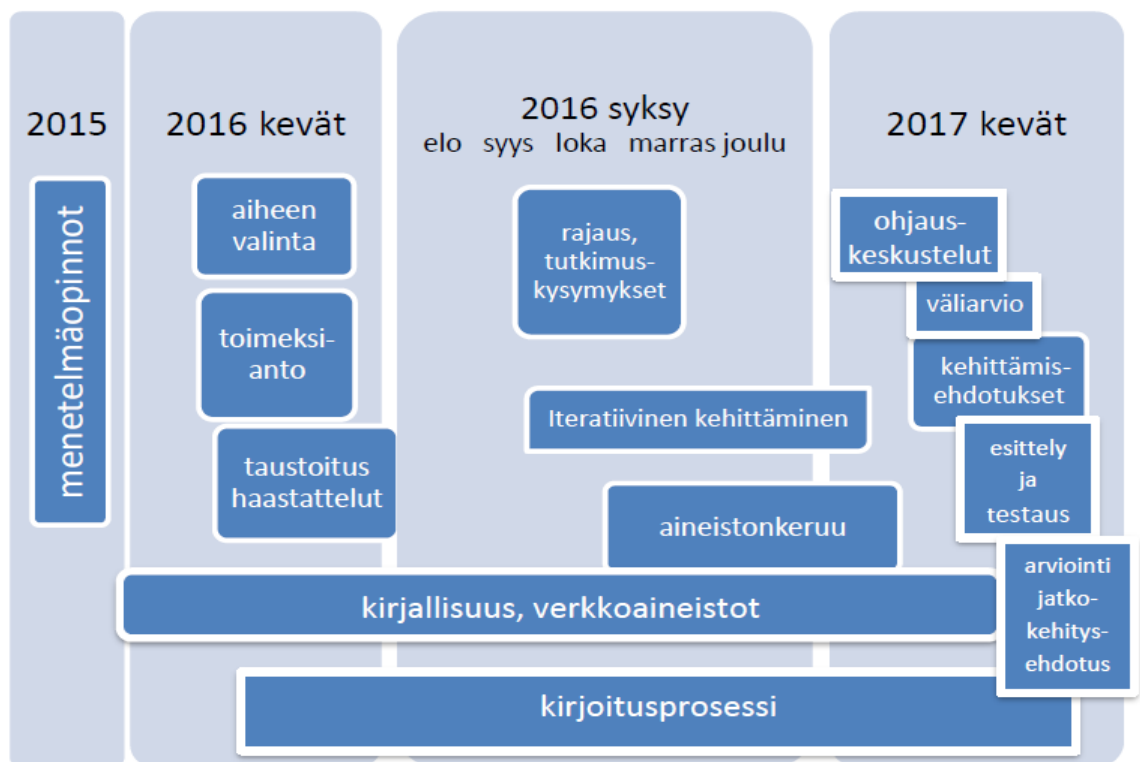 2015
menetelmäopinnot
2016 kevät
aiheen
valinta
toimeksi-
anto
taustoitus
haastattelut
2016 syksy
elo syys loka marras joulu
rajaus,
tutkimus-
kysymykset
Iteratiivinen kehittäminen
aineistonkeruu
2017 kevät
ohjaus-
keskustelut
väliarvio
kehittämis-
ehdotukset
esittely
ja
testaus
arviointi
jatko-
kehitys-
ehdotus
kirjallisuus, verkkoaineistot
kirjoitusprosessi